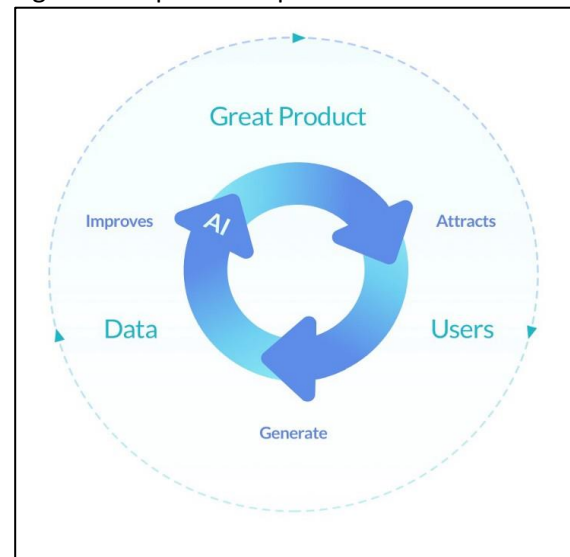 Great Product
Improves
AI
Attracts
Data
Users
Generate